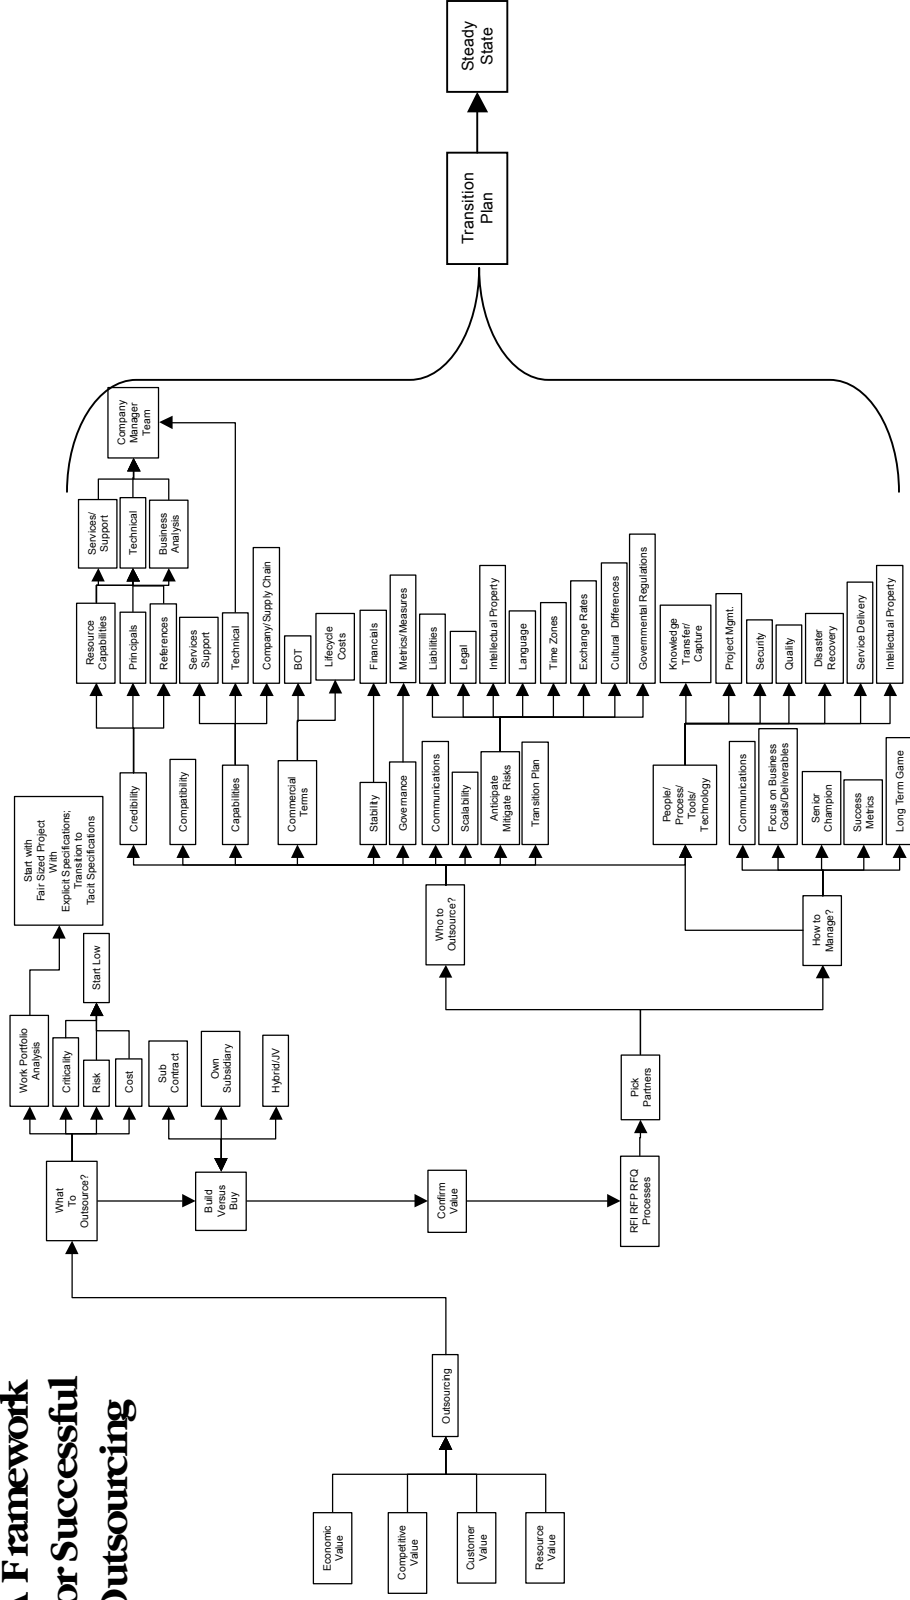 A Framework
or Successful
Outsourcing
Economic
Value
Competitive
Value
Customer
Value
Resource
Value
Outsourcing
What
To
Outsource?
Build
Versus
Buy
Confirm
Value
RFI RFP RFQ
Processes
Work Portfolio
Analysis
Criticality
Risk
Cost
Sub
Contract
Own
Subsidiary
Hybrid/JV
Pick
Partners
Start with
Fair Sized Project
With
Explicit Specifications;
Transition to
Tacit Specifications
Start Low
Who to
Outsource?
How to
Manage?
Credibility
Compatibility
Capabilities
Commercial
Terms
Stability
Governance
Communications
Scalability
Anticipate
Mitigate Risks
Transition Plan
People/
Process/
Tools/
Technology
Communications
Focus on Business
Goals/Deliverables
Senior
Champion
Success
Metrics
Long Term Game
Resource
Capabilities
Principals
References
Services
Support
Technical
Company/Supply Chain
BOT
Lifecycle
Costs
Financials
Metrics/Measures
Liabilities
Legal
Intellectual Property
Language
Time Zones
Exchange Rates
Cultural Differences
Governmental Regulations
Knowledge
Transfer/
Capture
Project Mgmt.
Security
Quality
Disaster
Recovery
Service Delivery
Intellectual Property
Services/
Support
Technical
Business
Analysis
Company
Manager
Team
Transition
Plan
Steady
State